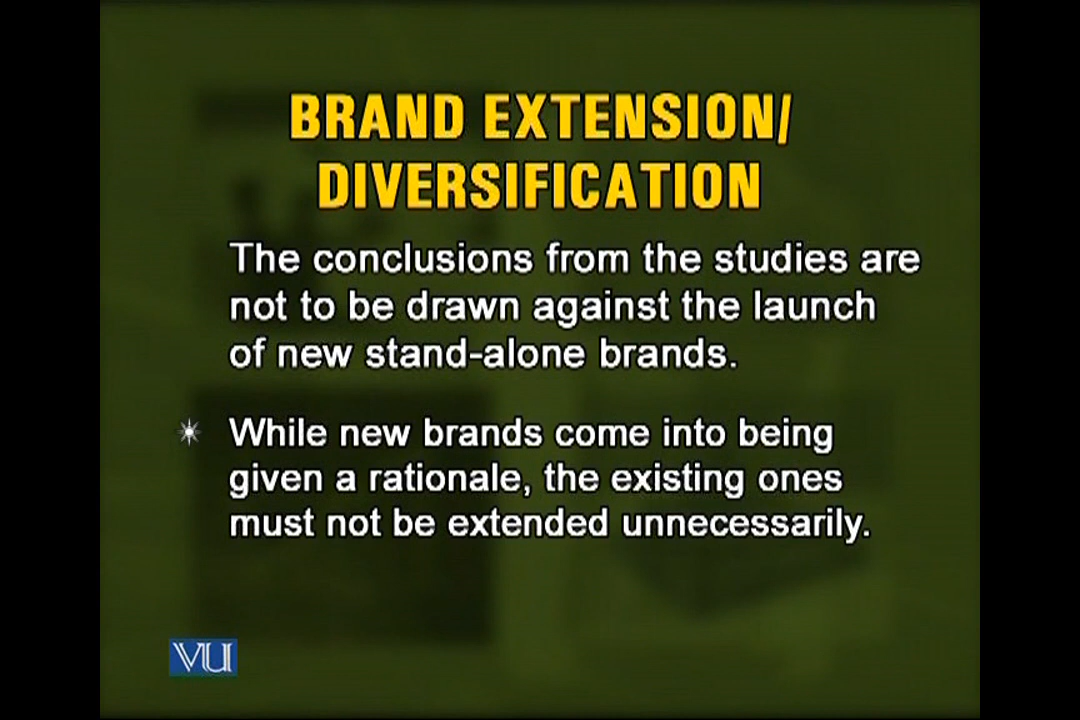 BRAND EXTENSION/
DIVERSIFICATION
The conclusions from the studies are
not to be drawn against the launch
of new stand-alone brands.
While new brands come into being
given a rationale, the existing ones
must not be extended unnecessarily.
VU